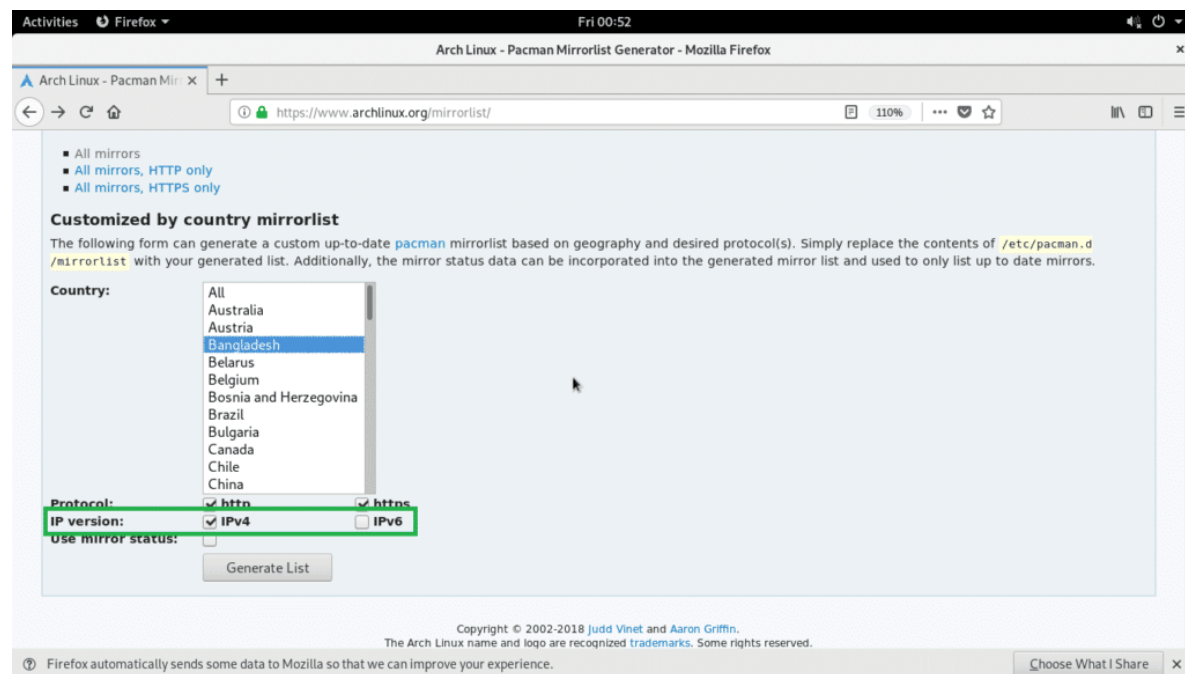 Activities Firefox Fri 00:52
Arch Linux - Pacman Mirrorlist Generator - Mozilla Firefox
Arch Linux - Pacman Mir
https://www.archlinux.org/mirrorlist/ 110%
All mirrors
All mirrors, HTTP only
All mirrors, HTTPS only
Customized by country mirrorlist
The following form can generate a custom up-to-date pacman mirrorlist based on geography and desired protocol(s). Simply replace the contents of /etc/pacman.d
/mirrorlist with your generated list. Additionally, the mirror status data can be incorporated into the generated mirror list and used to only list up to date mirrors.
Country:
All
Australia
Austria
Bangladesh
Belarus
Belgium
Bosnia and Herzegovina
Brazil
Bulgaria
Canada
Chile
China
Protocol: http https
IP version: IPv4 IPv6
Use mirror status:
Generate List
Copyright © 2002-2018 Judd Vinet and Aaron Griffin.
The Arch Linux name and logo are recognized trademarks. Some rights reserved.
Firefox automatically sends some data to Mozilla so that we can improve your experience. Choose What I Share